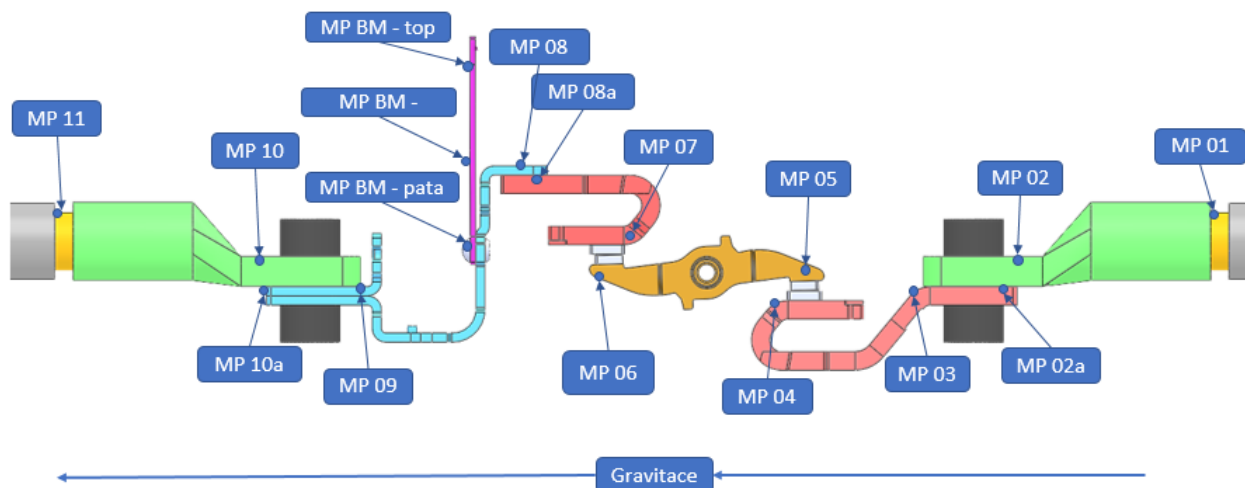 MP BM - top
MP 08
MP BM -
MP 08a
MP 11
MP 07
MP 01
MP 10
MP 05
MP 02
MP BM - pata
MP 10a
MP 09
MP 06
MP 04
MP 03
MP 02a
Gravitace